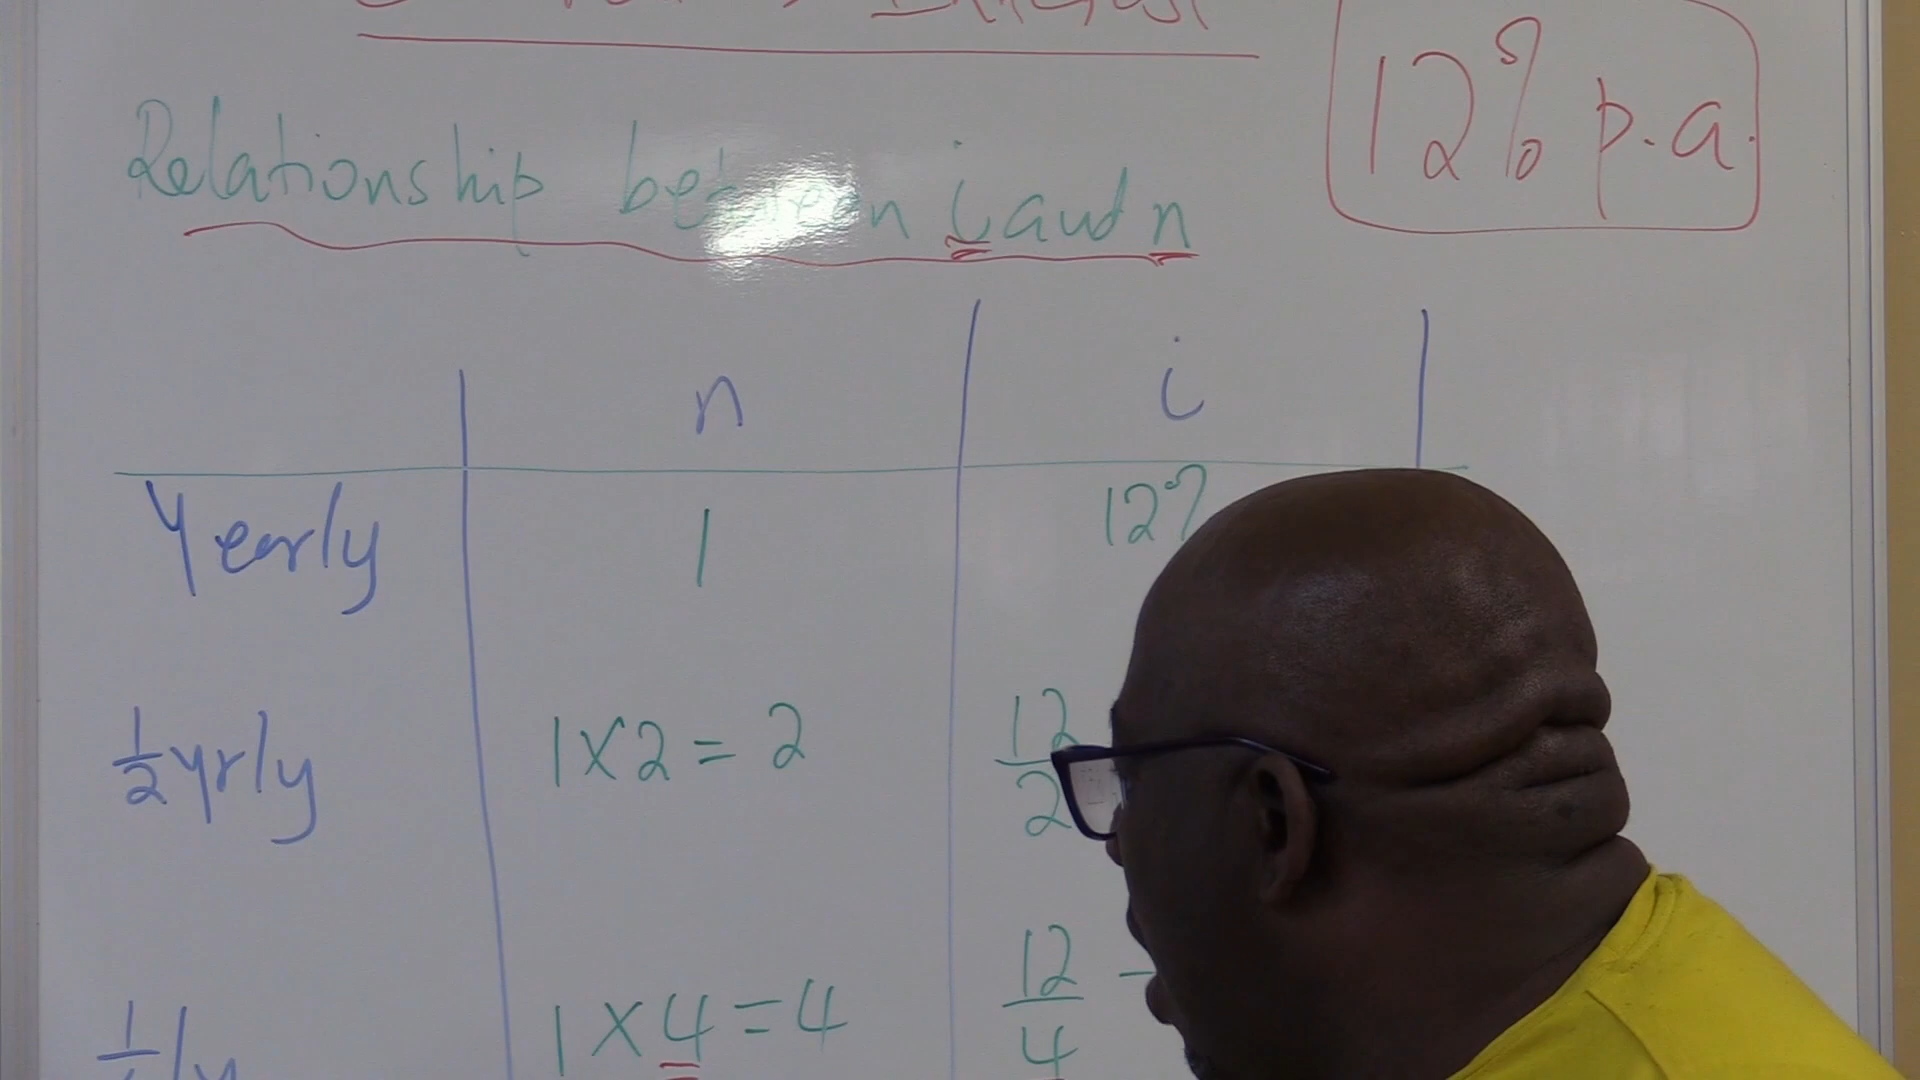 Interest
12% p.a.
Relationship between i and n
n i
Yearly 1 12%
1/2 yrly 1 x 2 = 2 12/2
1 x 4 = 4 12/4